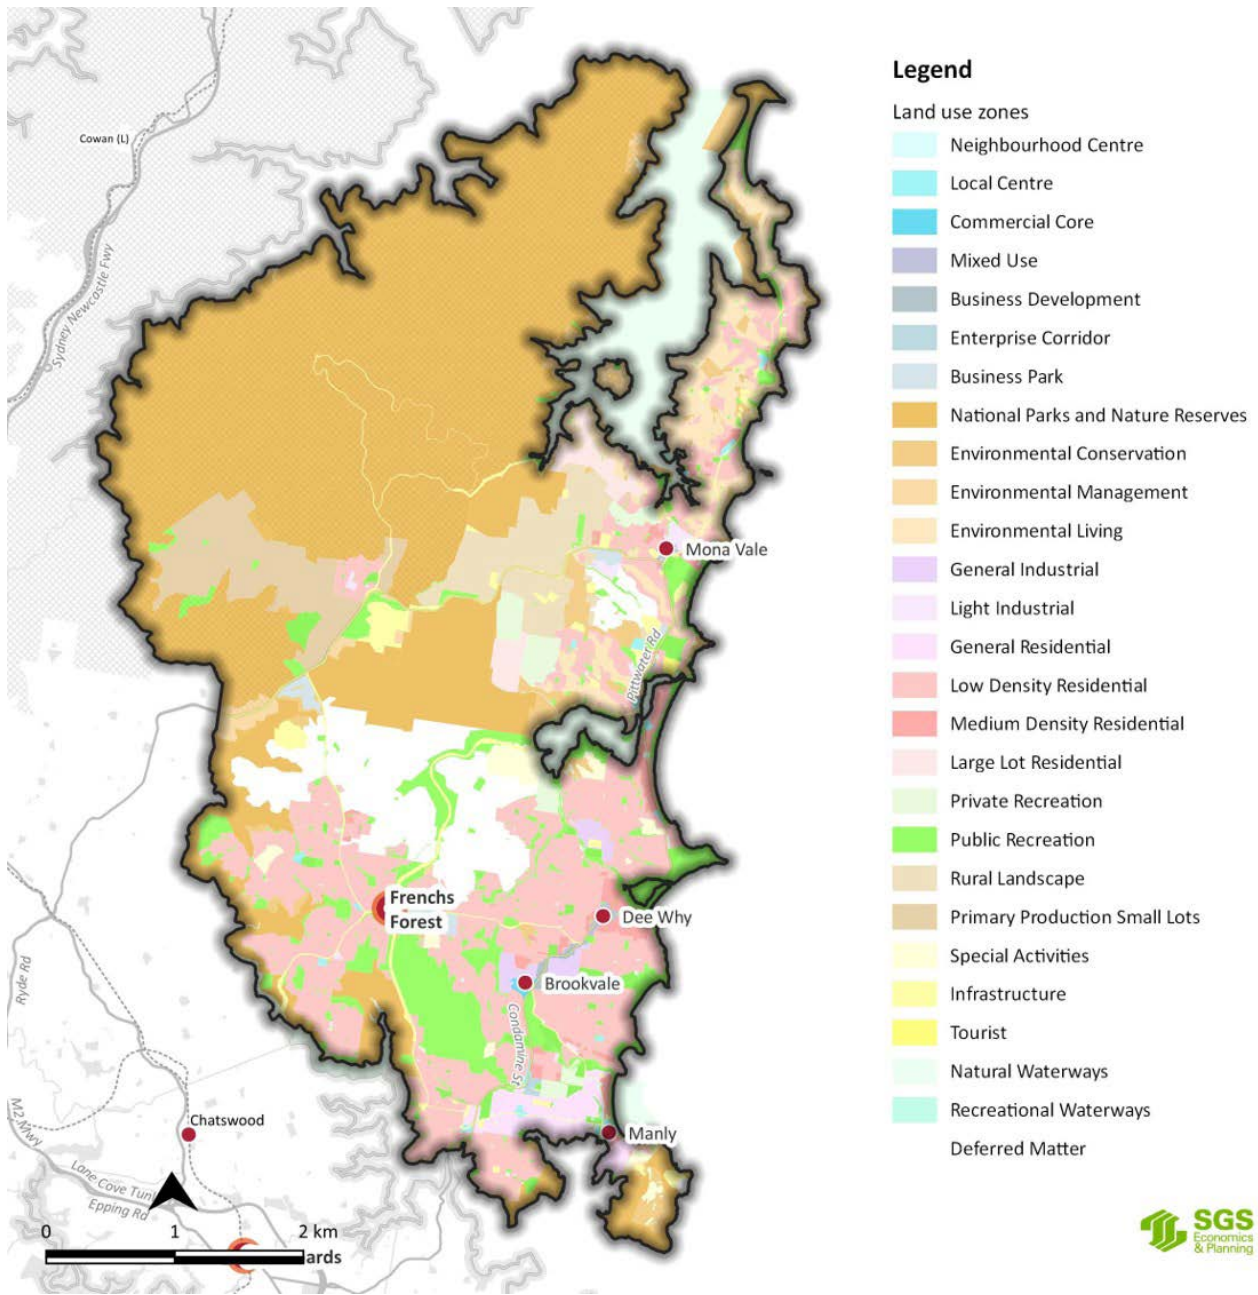 Legend
Land use zones
Neighbourhood Centre
Local Centre
Commercial Core
Mixed Use
Business Development
Enterprise Corridor
Business Park
National Parks and Nature Reserves
Environmental Conservation
Environmental Management
Environmental Living
General Industrial
Light Industrial
General Residential
Low Density Residential
Medium Density Residential
Large Lot Residential
Private Recreation
Public Recreation
Rural Landscape
Primary Production Small Lots
Special Activities
Infrastructure
Tourist
Natural Waterways
Recreational Waterways
Deferred Matter
Cowan (L)
Sydney Newcastle Fwy
Mona Vale
Pittwater Rd
Frenchs
Forest
Dee Why
Brookvale
Condamine St
Ryde Rd
M2 Mwy
Chatswood
Manly
Lane Cove Tun
Epping Rd
0 1 2 km
ards
SGS
Economics
& Planning